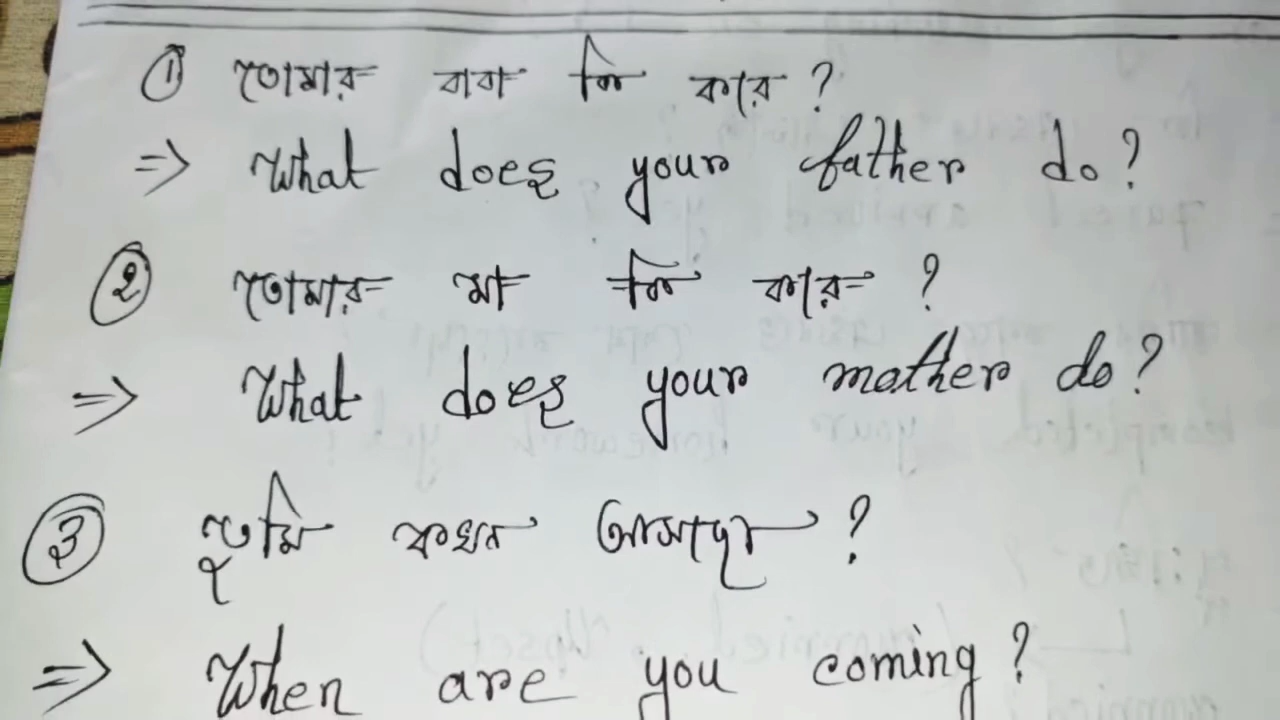 ① তোমার বাবা কি করে ?
⇒ What does your father do ?
② তোমার মা কি করে ?
⇒ What does your mother do ?
③ তুমি কখন আসছো ?
⇒ When are you coming ?